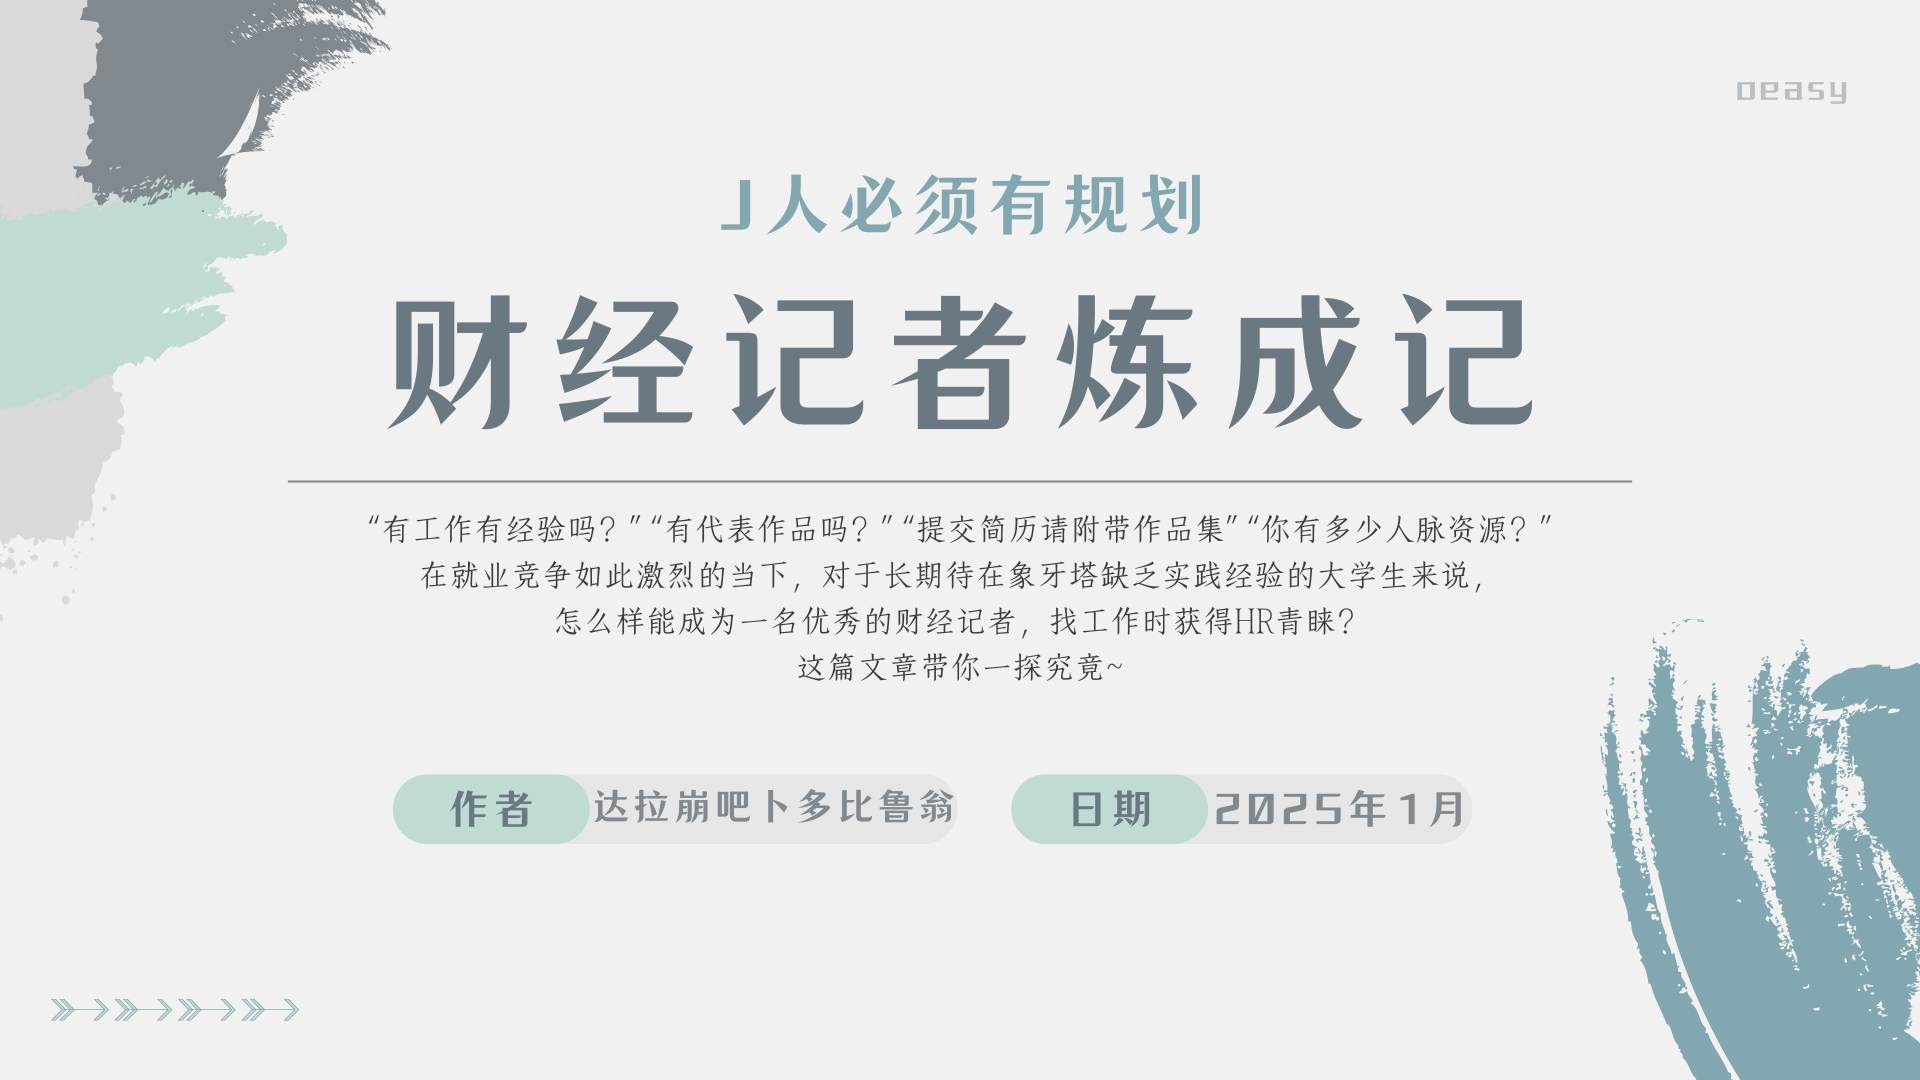 oeasy
J人必须有规划
财经记者炼成记
“有工作有经验吗？”“有代表作品吗？”“提交简历请附带作品集”“你有多少人脉资源？”
在就业竞争如此激烈的当下，对于长期待在象牙塔缺乏实践经验的大学生来说，
怎么样能成为一名优秀的财经记者，找工作时获得HR青睐？
这篇文章带你一探究竟~
作者 达拉崩吧卜多比鲁翁
日期 2025年1月